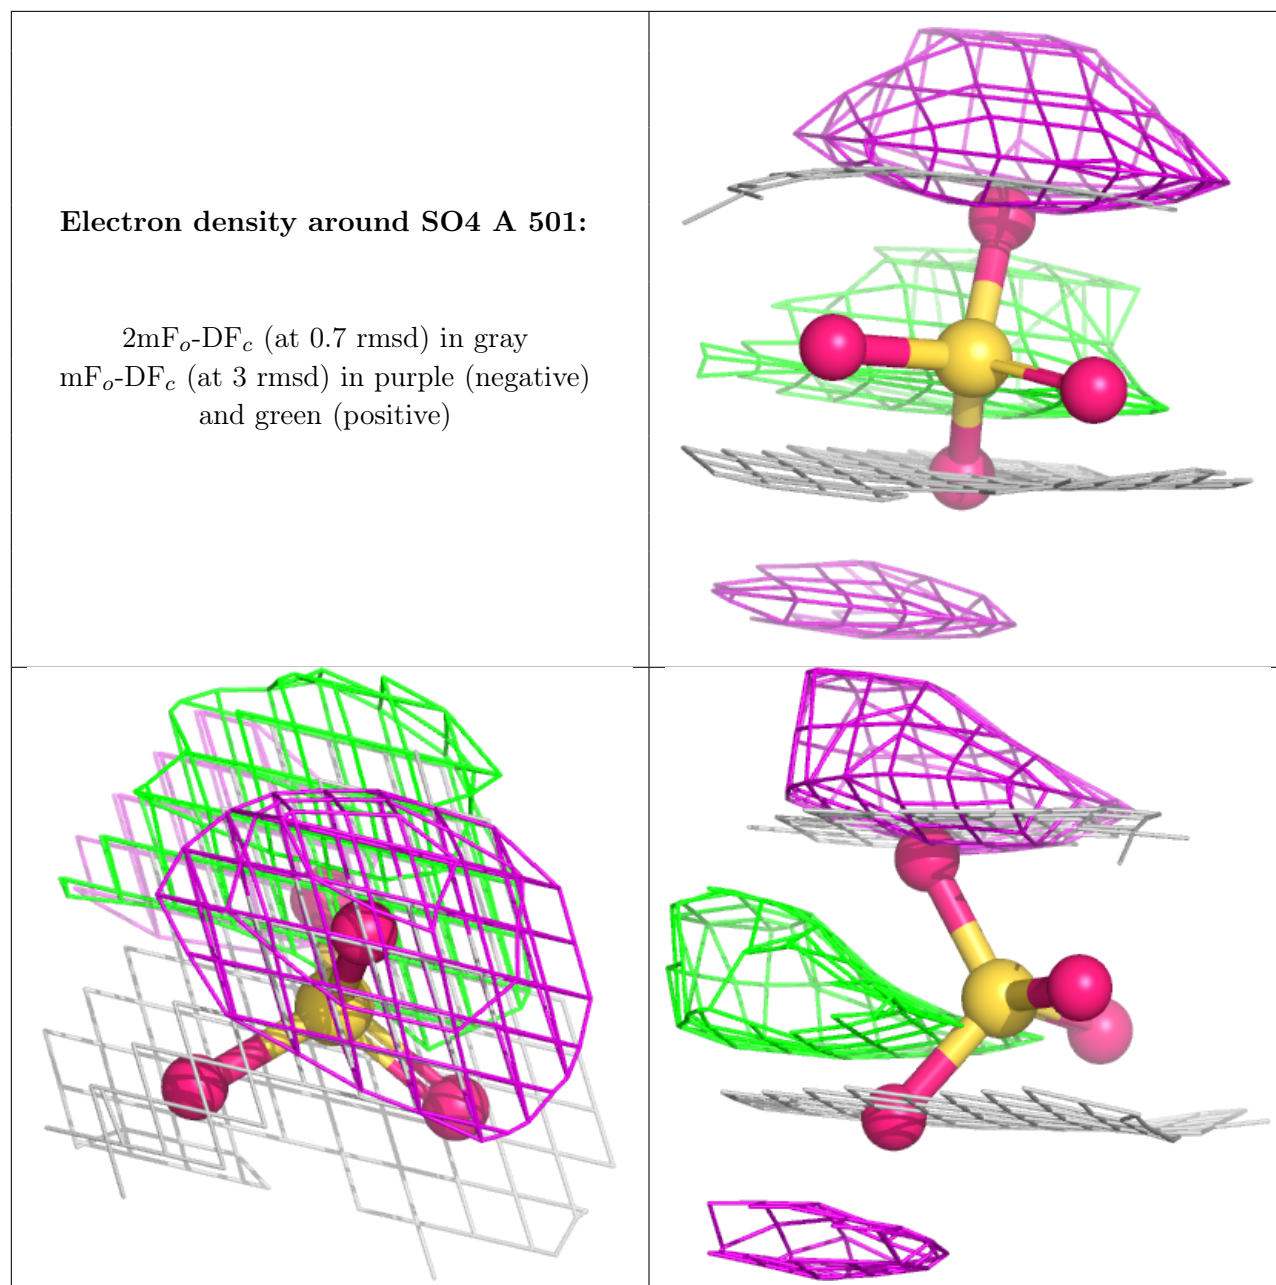 Electron density around SO4 A 501:
2mFo-DFc (at 0.7 rmsd) in gray
mFo-DFc (at 3 rmsd) in purple (negative)
and green (positive)